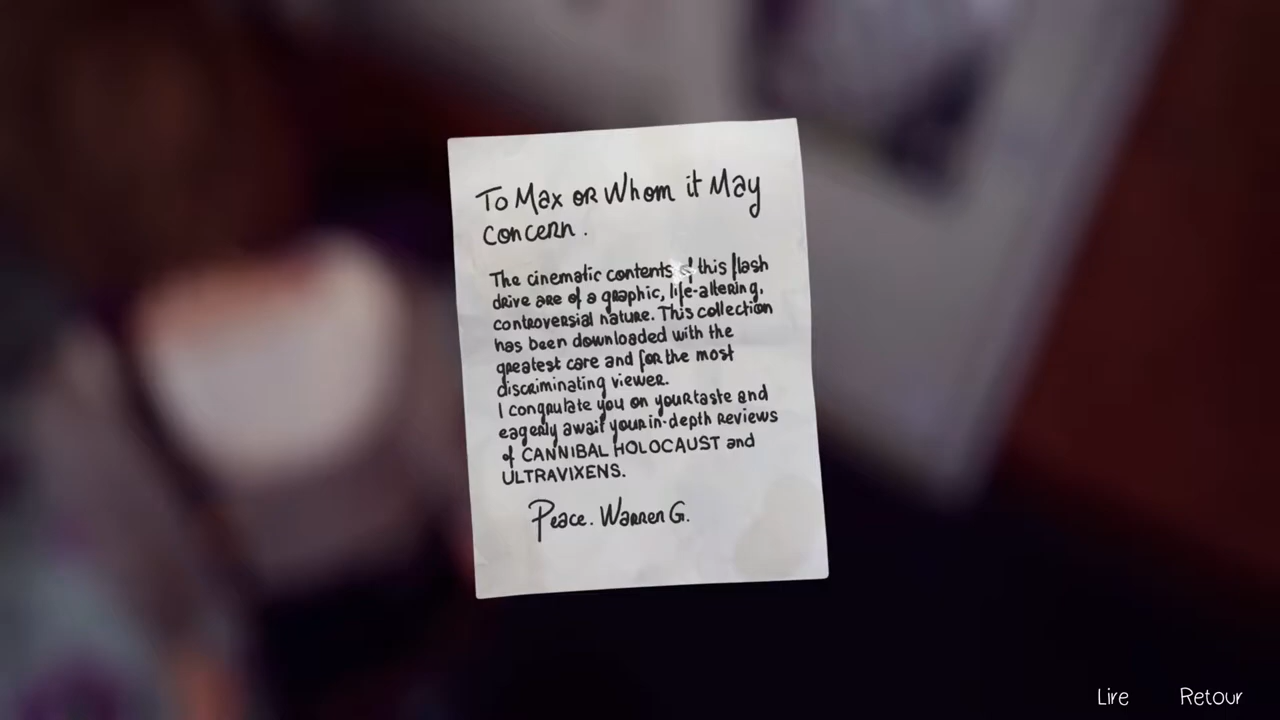 To Max or Whom it May
Concern.
The cinematic contents of this flash
drive are of a graphic, life-altering,
controversial nature. This collection
has been downloaded with the
greatest care and for the most
discriminating viewer.
I congrulate you on your taste and
eagerly await your in-depth reviews
of CANNIBAL HOLOCAUST and
ULTRAVIXENS.
Peace. Warren G.
Lire Retour